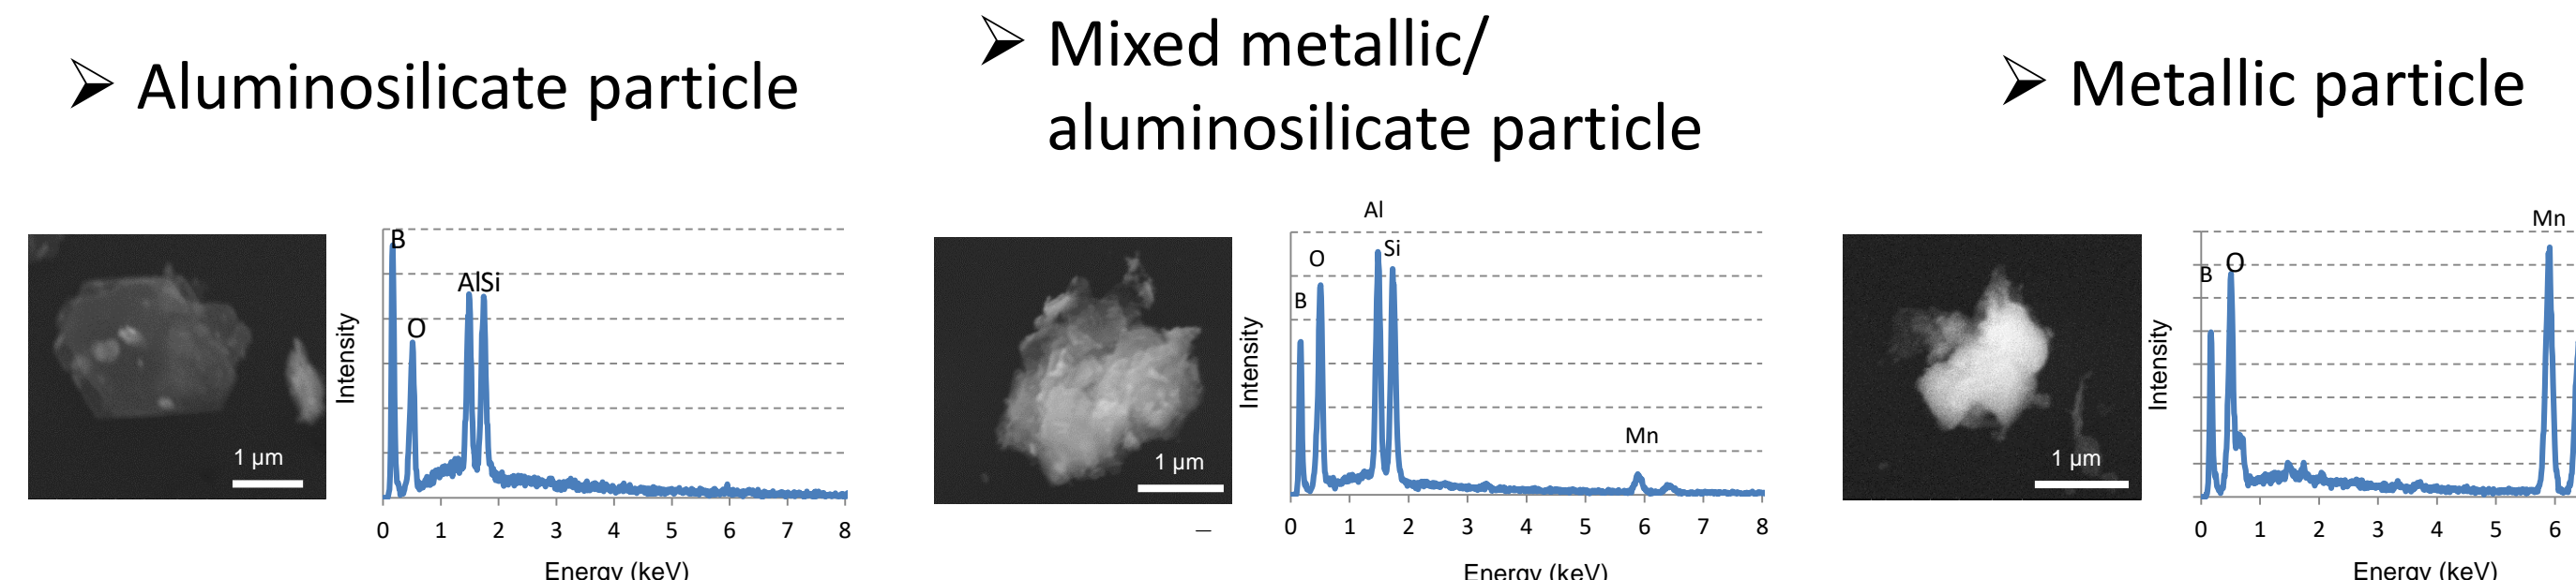 ➢ Aluminosilicate particle
B
AlSi
O
Intensity
1 µm
0 1 2 3 4 5 6 7 8
Energy (keV)
➢ Mixed metallic/
aluminosilicate particle
Al
Si
O
B
Mn
Intensity
1 µm
–
0 1 2 3 4 5 6 7 8
Energy (keV)
➢ Metallic particle
Mn
B O
Intensity
1 µm
0 1 2 3 4 5 6
Energy (keV)